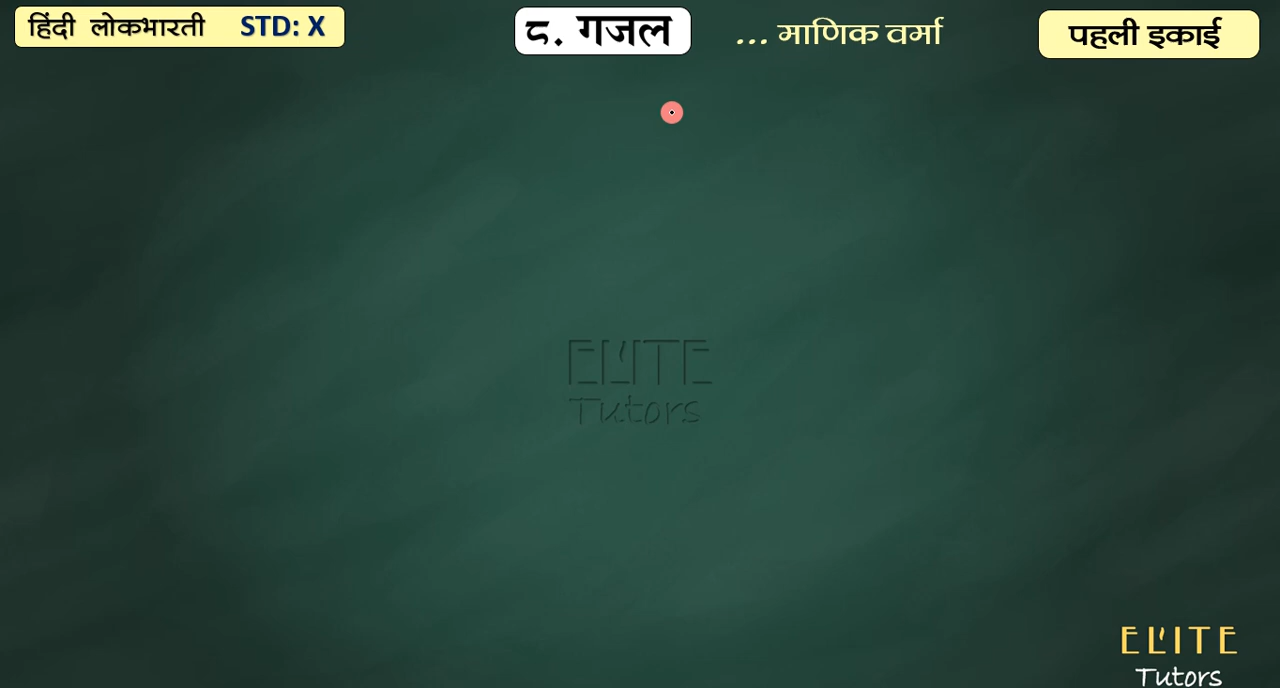 हिंदी लोकभारती STD: X
८. गजल
... माणिक वर्मा
पहली इकाई
ELITE
Tutors
ELITE
Tutors